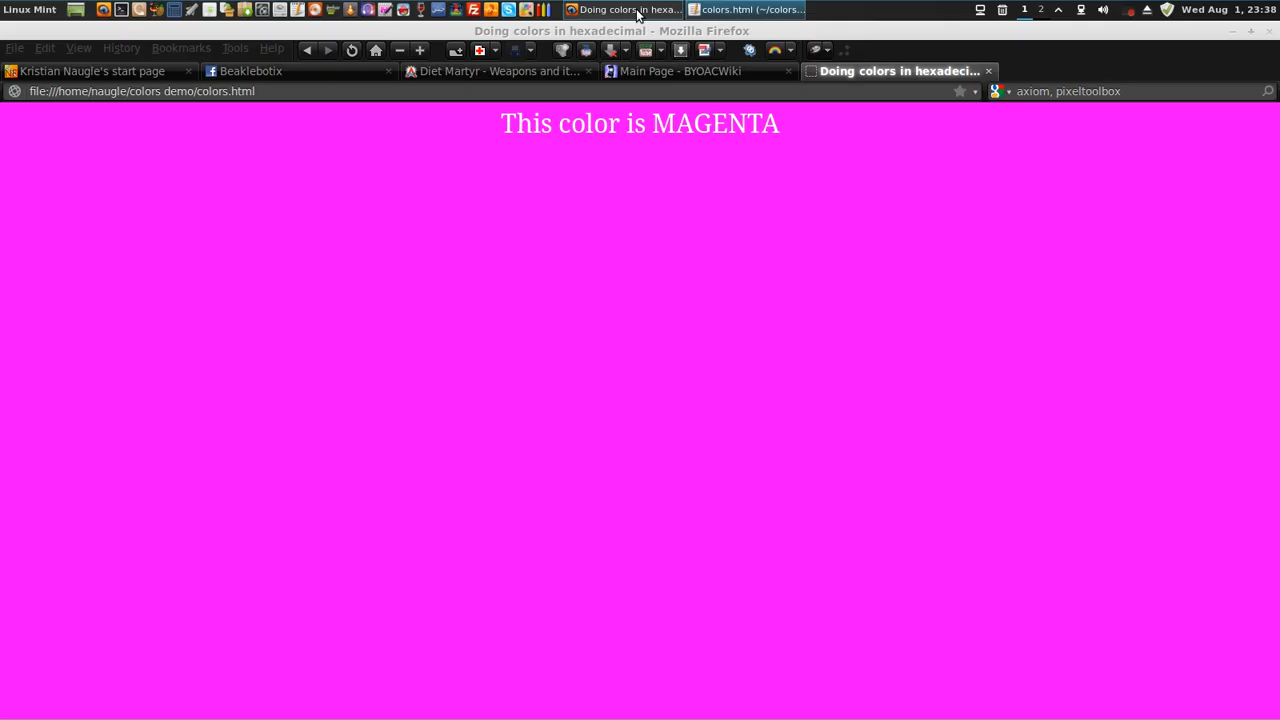 Linux Mint
Doing colors in hexa...
colors.html (~/colors...
1 2
Wed Aug 1, 23:38
Doing colors in hexadecimal - Mozilla Firefox
File Edit View History Bookmarks Tools Help
Kristian Naugle's start page
Beaklebotix
Diet Martyr - Weapons and it...
Main Page - BYOACWiki
Doing colors in hexadeci...
file:///home/naugle/colors demo/colors.html
axiom, pixeltoolbox
This color is MAGENTA